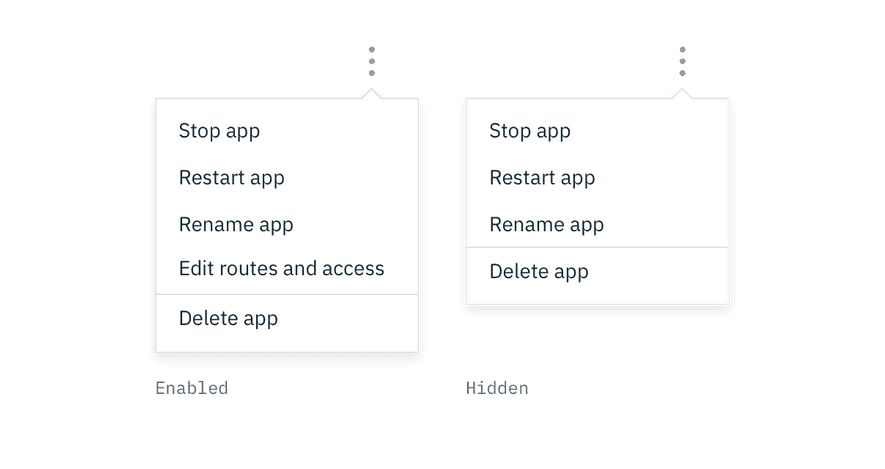 Stop app
Restart app
Rename app
Edit routes and access
Delete app
Enabled
Stop app
Restart app
Rename app
Delete app
Hidden